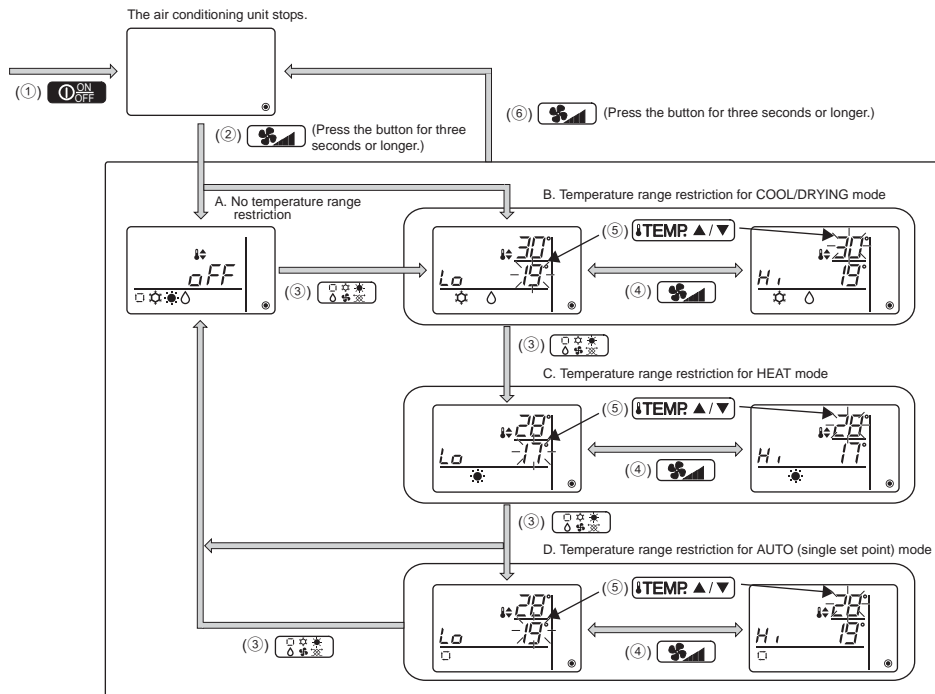 The air conditioning unit stops.
(①) ON
OFF
(②) (Press the button for three
seconds or longer.)
(⑥) (Press the button for three seconds or longer.)
A. No temperature range
restriction
oFF
(③)
B. Temperature range restriction for COOL/DRYING mode
30°
Lo 19°
(⑤) TEMP. ▲/▼
(④)
30°
Hi 19°
(③)
C. Temperature range restriction for HEAT mode
28°
Lo 17°
(⑤) TEMP. ▲/▼
(④)
28°
Hi 17°
(③)
D. Temperature range restriction for AUTO (single set point) mode
28°
Lo 19°
(⑤) TEMP. ▲/▼
(④)
28°
Hi 19°
(③)